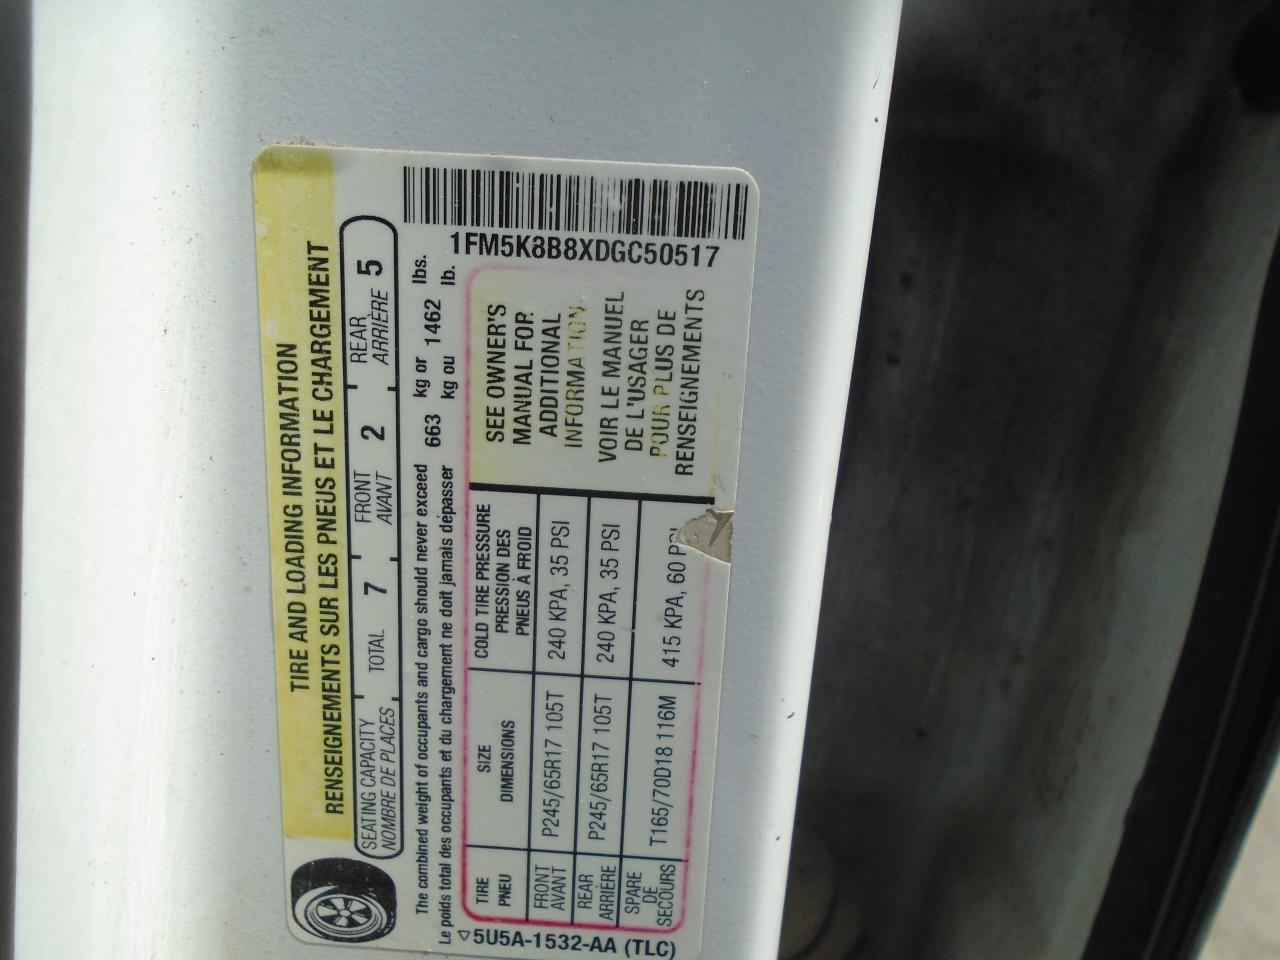 TIRE AND LOADING INFORMATION
RENSEIGNEMENTS SUR LES PNEUS ET LE CHARGEMENT
SEATING CAPACITY TOTAL 7 FRONT 2 REAR 5
NOMBRE DE PLACES AVANT ARRIÈRE
The combined weight of occupants and cargo should never exceed 663 kg or 1462 lbs.
Le poids total des occupants et du chargement ne doit jamais dépasser kg ou lb.
TIRE SIZE COLD TIRE PRESSURE
PNEU DIMENSIONS PRESSION DES
PNEUS À FROID
FRONT P245/65R17 105T 240 KPA, 35 PSI
AVANT
REAR P245/65R17 105T 240 KPA, 35 PSI
ARRIÈRE
SPARE
DE T165/70D18 116M 415 KPA, 60 PSI
SECOURS
SEE OWNER'S
MANUAL FOR
ADDITIONAL
INFORMATION
VOIR LE MANUEL
DE L'USAGER
POUR PLUS DE
RENSEIGNEMENTS
5U5A-1532-AA (TLC)
1FM5K8B8XDGC50517